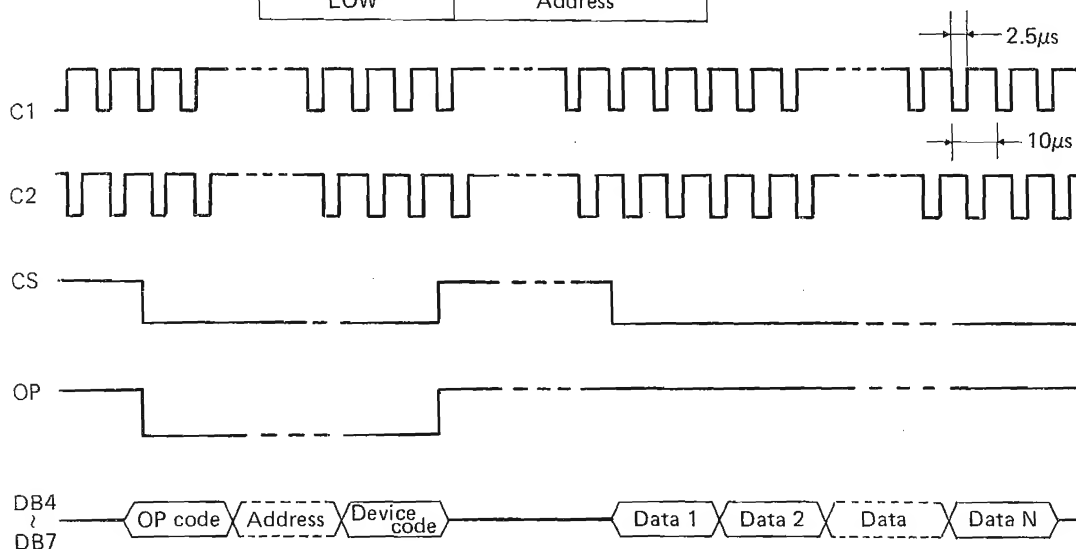 LOW Address
2.5μs
C1
10μs
C2
CS
OP
DB4
~
DB7
OP code Address Device code Data 1 Data 2 Data Data N